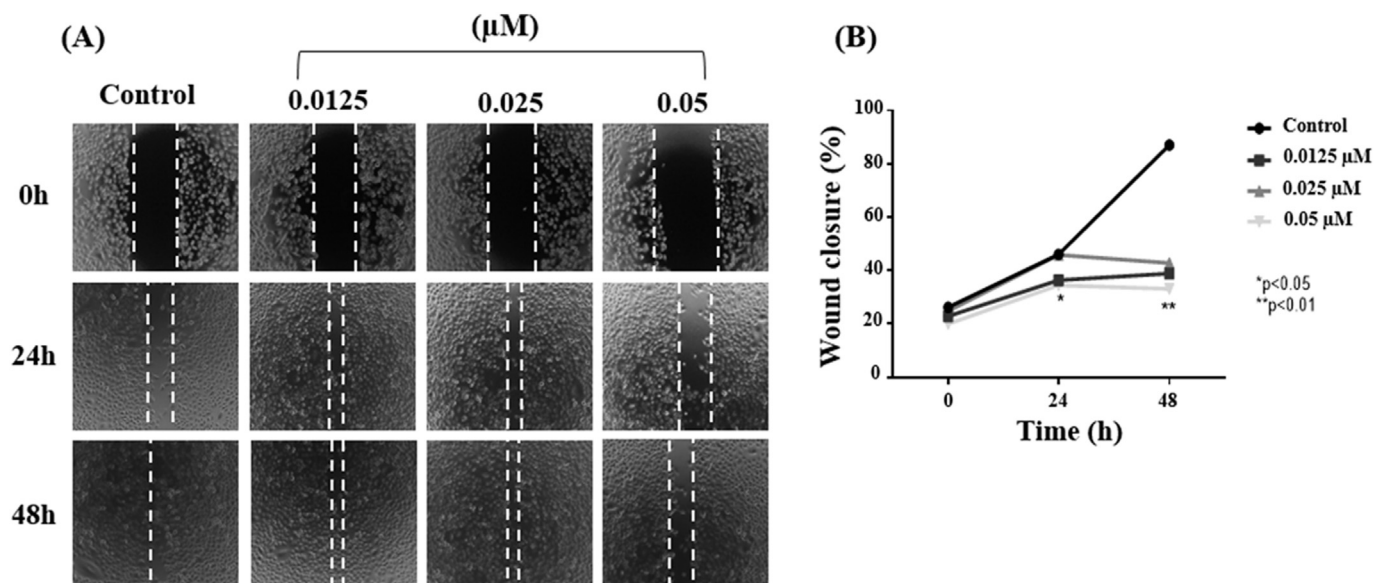 (A)
(µM)
Control
0.0125
0.025
0.05
0h
24h
48h
(B)
Wound closure (%)
100
80
60
40
20
0
0
24
48
Time (h)
*
**
Control
0.0125 µM
0.025 µM
0.05 µM
*p<0.05
**p<0.01